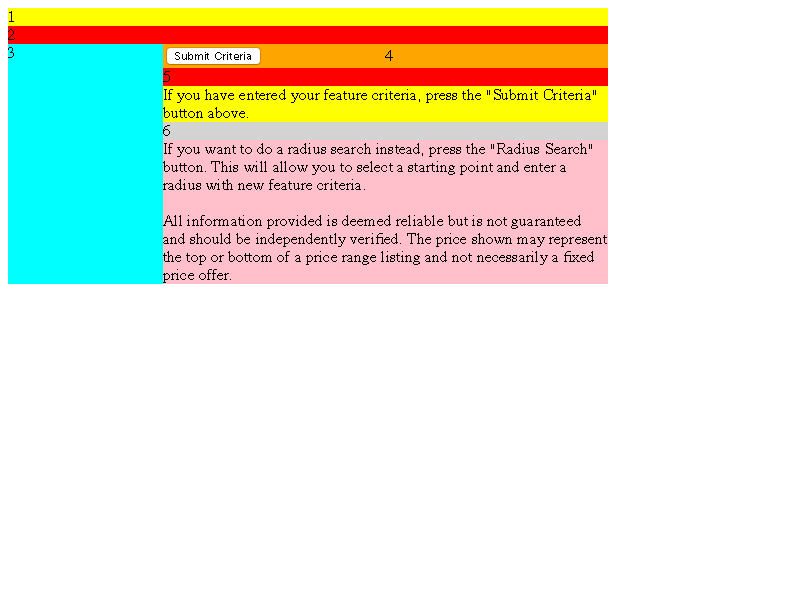 1
2
3
Submit Criteria 4
5
If you have entered your feature criteria, press the "Submit Criteria"
button above.
6
If you want to do a radius search instead, press the "Radius Search"
button. This will allow you to select a starting point and enter a
radius with new feature criteria.
All information provided is deemed reliable but is not guaranteed
and should be independently verified. The price shown may represent
the top or bottom of a price range listing and not necessarily a fixed
price offer.